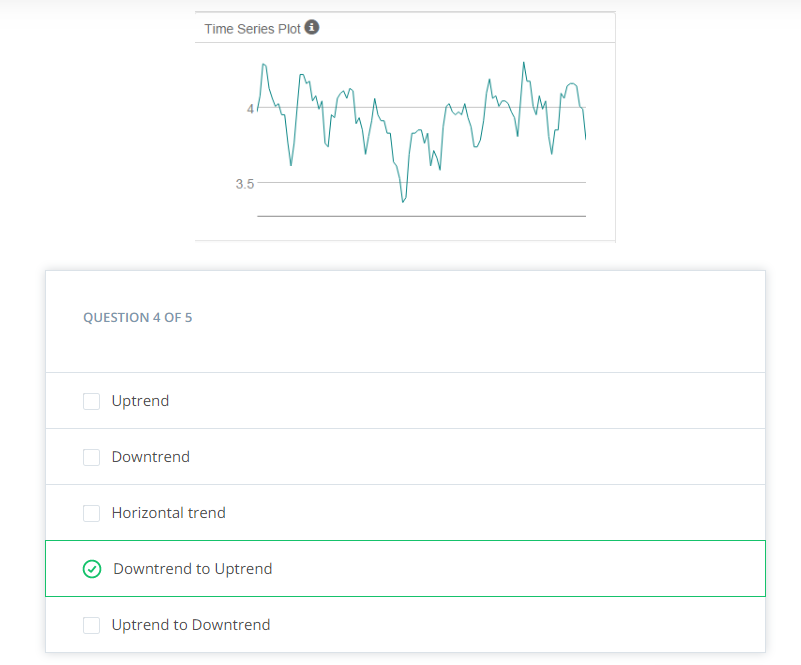 Time Series Plot
4
3.5
QUESTION 4 OF 5
Uptrend
Downtrend
Horizontal trend
Downtrend to Uptrend
Uptrend to Downtrend